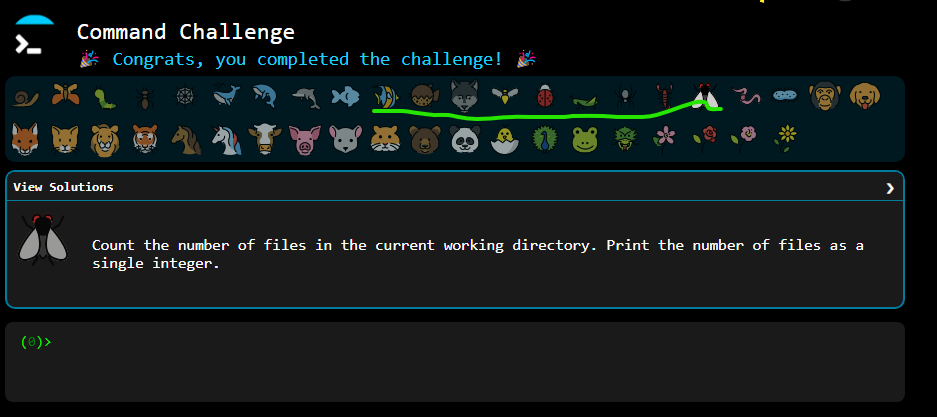 Command Challenge
🎉 Congrats, you completed the challenge! 🎉
View Solutions
Count the number of files in the current working directory. Print the number of files as a
single integer.
(0)>